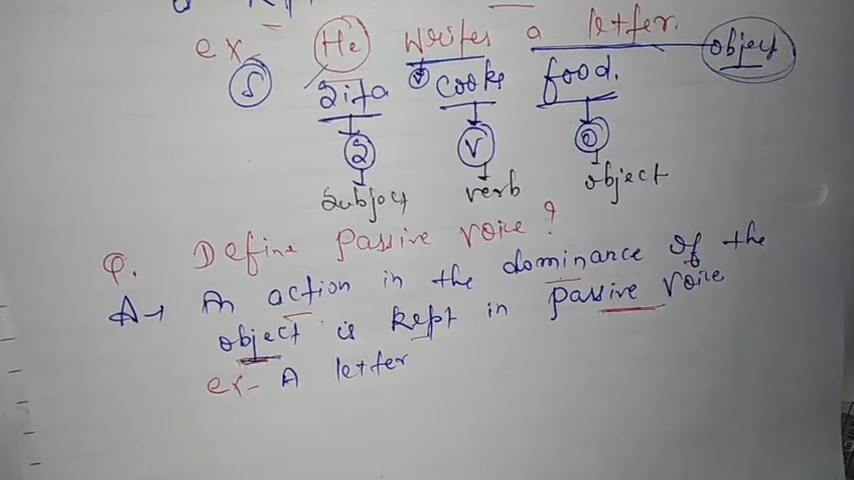 ex- He Writes a letter. object
S V
Sita cooks food.
S V O
Subject verb object
Q. Define Passive Voice?
A→ An action in the dominance of the
object is kept in passive voice
ex- A letter